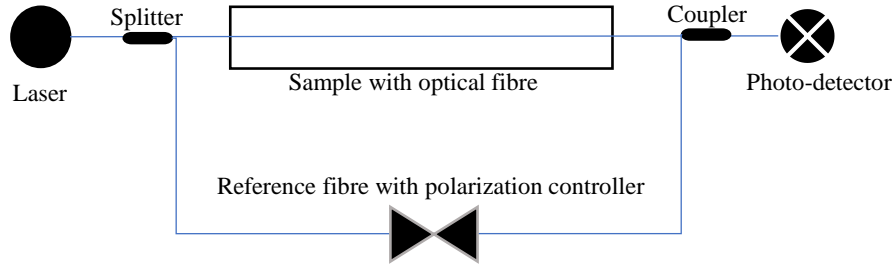 Splitter
Coupler
Laser
Sample with optical fibre
Photo-detector
Reference fibre with polarization controller